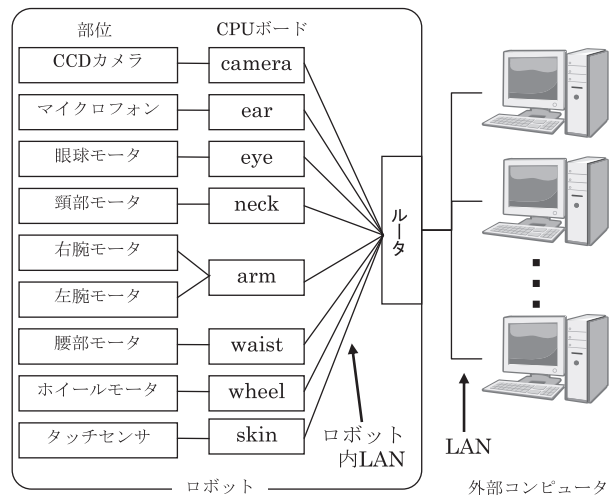 部位
CPUボード
CCDカメラ
camera
マイクロフォン
ear
眼球モータ
eye
頸部モータ
neck
右腕モータ
左腕モータ
arm
腰部モータ
waist
ホイールモータ
wheel
タッチセンサ
skin
ルータ
ロボット
内LAN
LAN
ロボット
外部コンピュータ